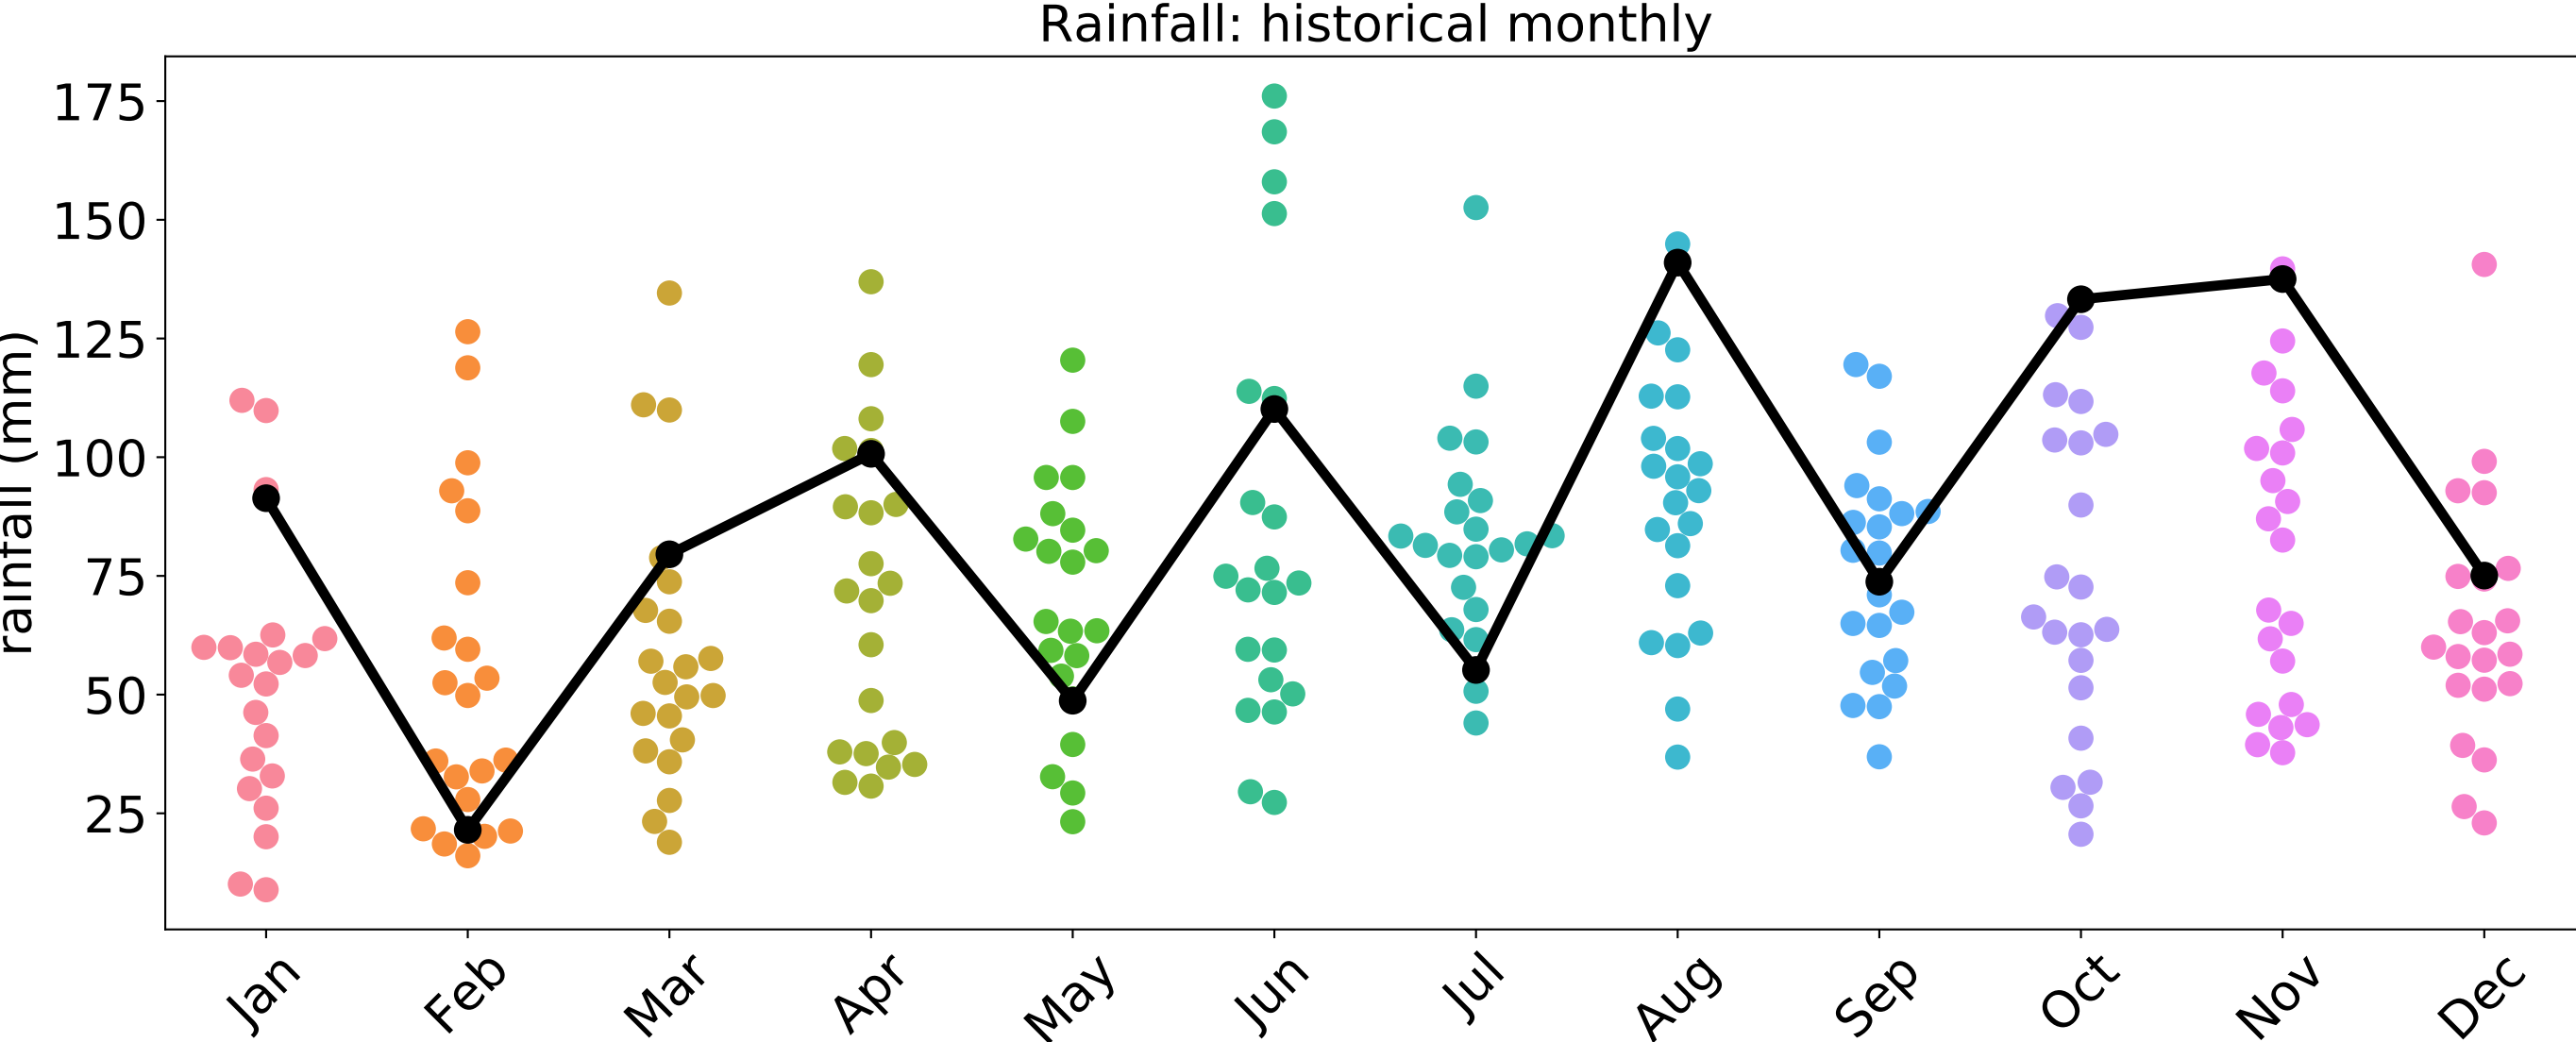 Rainfall: historical monthly
rainfall (mm)
175
150
125
100
75
50
25
Jan
Feb
Mar
Apr
May
Jun
Jul
Aug
Sep
Oct
Nov
Dec